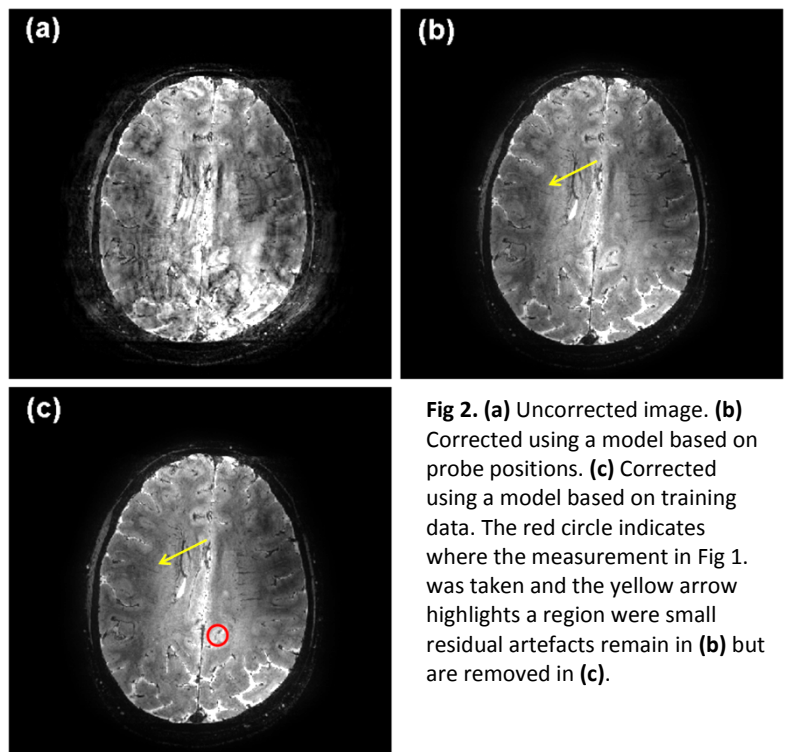 (a)
(b)
(c)
Fig 2. (a) Uncorrected image. (b)
Corrected using a model based on
probe positions. (c) Corrected
using a model based on training
data. The red circle indicates
where the measurement in Fig 1.
was taken and the yellow arrow
highlights a region were small
residual artefacts remain in (b) but
are removed in (c).